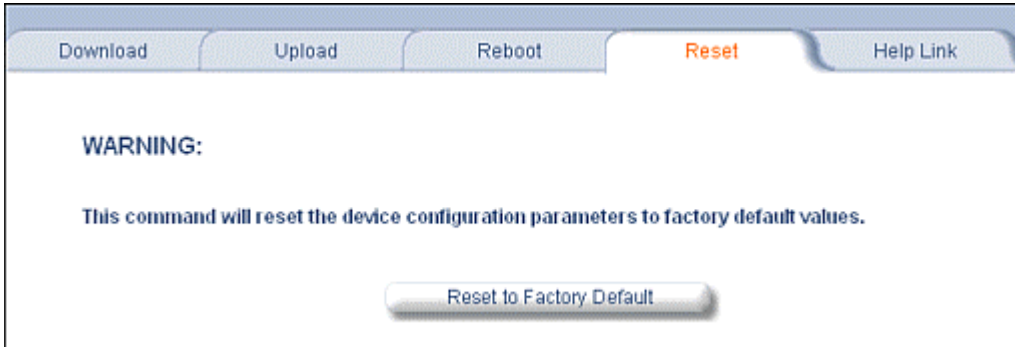 Download Upload Reboot Reset Help Link
WARNING:
This command will reset the device configuration parameters to factory default values.
Reset to Factory Default